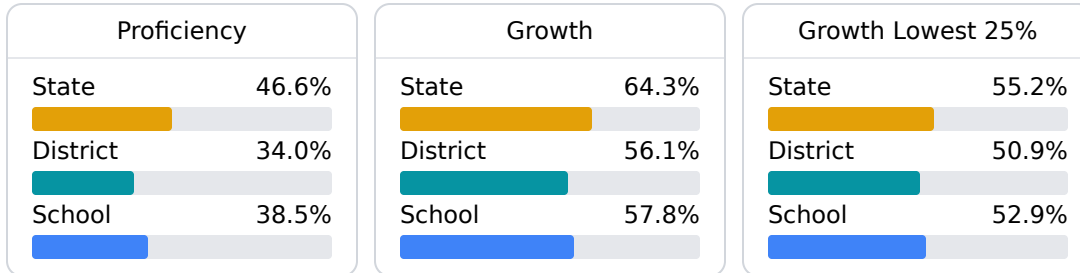 Proficiency
State 46.6%
District 34.0%
School 38.5%
Growth
State 64.3%
District 56.1%
School 57.8%
Growth Lowest 25%
State 55.2%
District 50.9%
School 52.9%